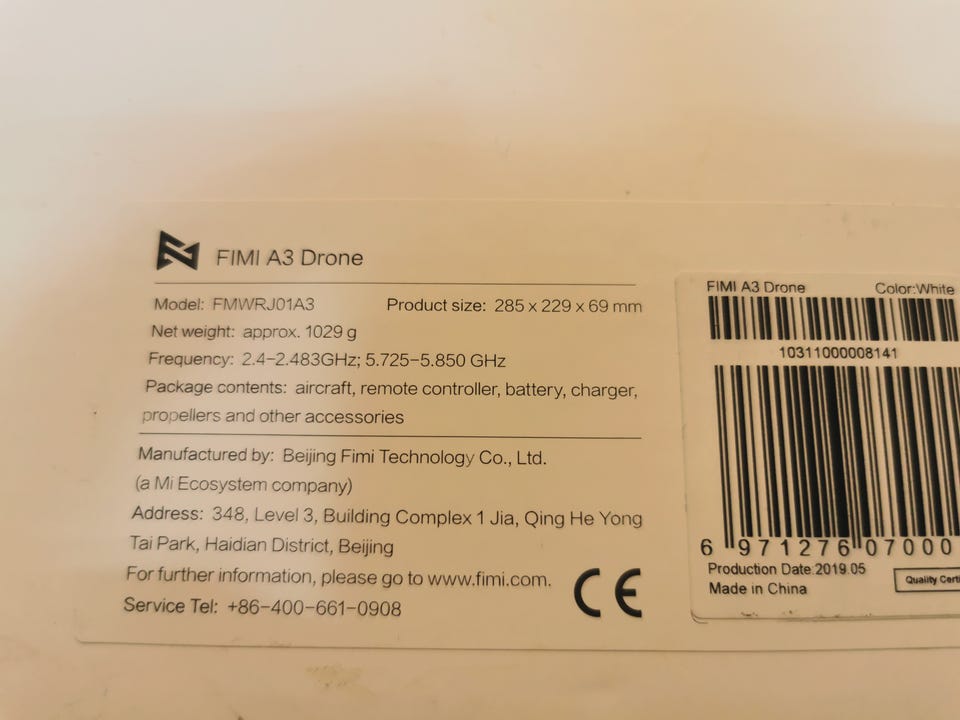 FIMI A3 Drone
Model: FMWRJ01A3 Product size: 285 x 229 x 69 mm
Net weight: approx. 1029 g
Frequency: 2.4-2.483GHz; 5.725-5.850 GHz
Package contents: aircraft, remote controller, battery, charger,
propellers and other accessories
Manufactured by: Beijing Fimi Technology Co., Ltd.
(a Mi Ecosystem company)
Address: 348, Level 3, Building Complex 1 Jia, Qing He Yong
Tai Park, Haidian District, Beijing
For further information, please go to www.fimi.com.
Service Tel: +86-400-661-0908
CE
FIMI A3 Drone Color:White
10311000008141
6 971276 07000
Production Date:2019.05
Made in China
Quality